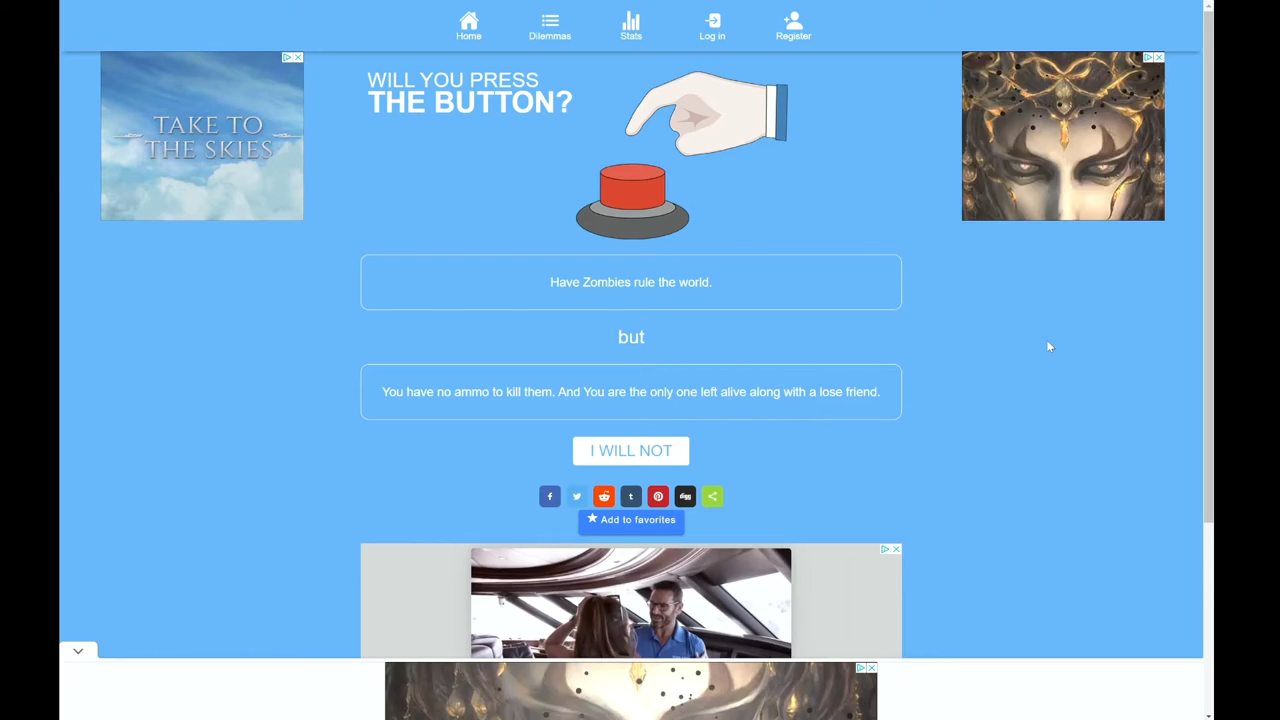 Home
Dilemmas
Stats
Log in
Register
TAKE TO
THE SKIES
WILL YOU PRESS
THE BUTTON?
Have Zombies rule the world.
but
You have no ammo to kill them. And You are the only one left alive along with a lose friend.
I WILL NOT
f
t
digg
Add to favorites